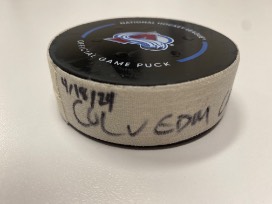 NATIONAL HOCKEY LEAGUE
OFFICIAL GAME PUCK
4/18/24
COL V EDM